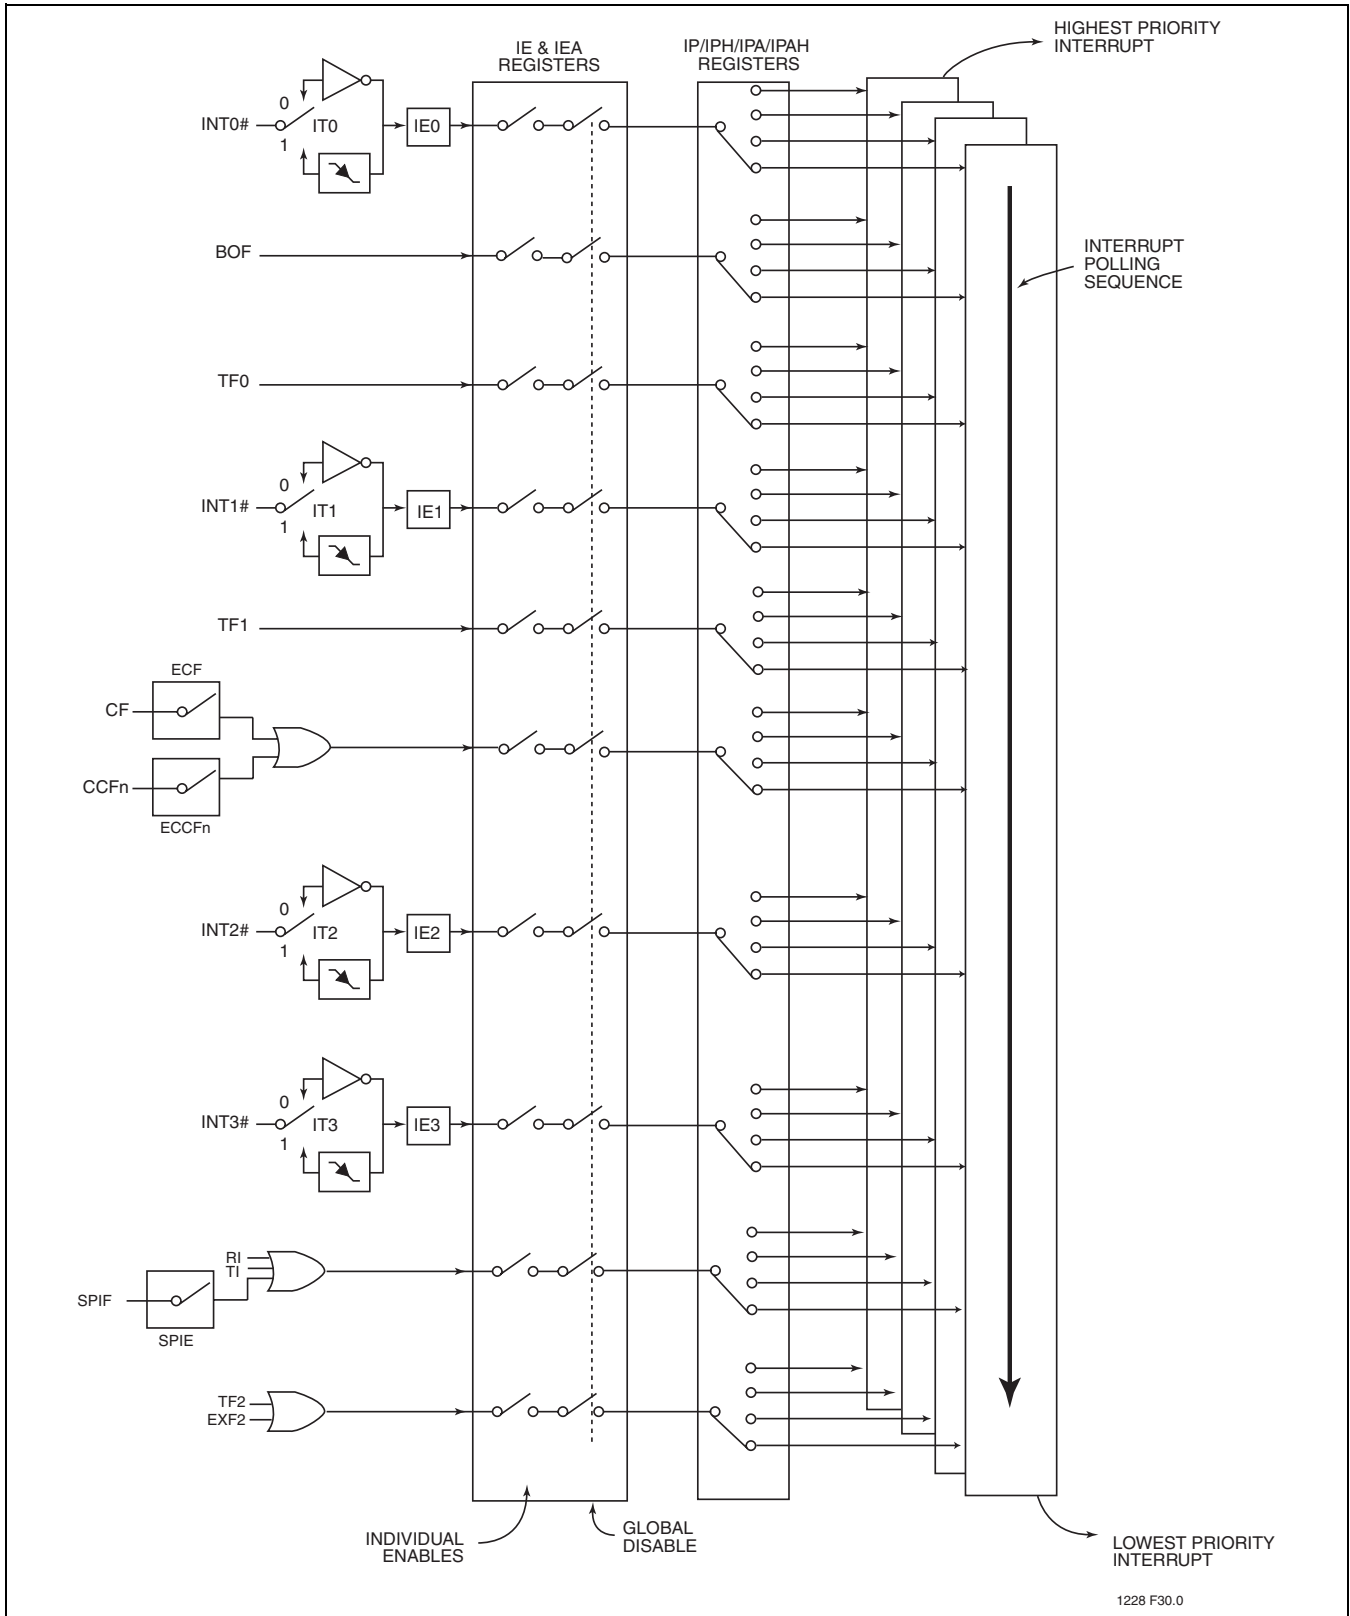 HIGHEST PRIORITY
INTERRUPT
IE & IEA
REGISTERS
IP/IPH/IPA/IPAH
REGISTERS
0
INT0#
IT0
IE0
1
BOF
INTERRUPT
POLLING
SEQUENCE
TF0
0
INT1#
IT1
IE1
1
TF1
ECF
CF
CCFn
ECCFn
0
INT2#
IT2
IE2
1
0
INT3#
IT3
IE3
1
RI
TI
SPIF
SPIE
TF2
EXF2
INDIVIDUAL
ENABLES
GLOBAL
DISABLE
LOWEST PRIORITY
INTERRUPT
1228 F30.0